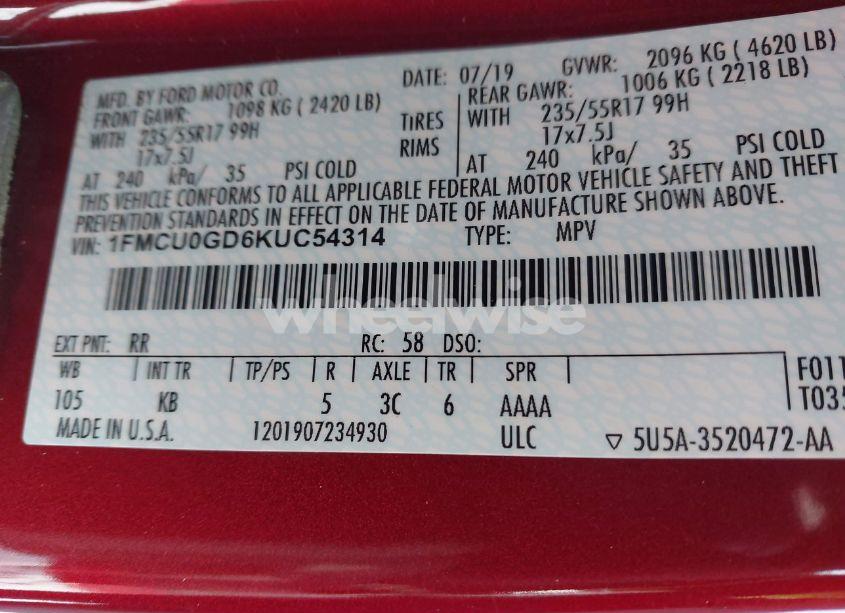 MFD. BY FORD MOTOR CO.
DATE: 07/19 GVWR: 2096 KG ( 4620 LB)
FRONT GAWR: 1098 KG ( 2420 LB)
REAR GAWR: 1006 KG ( 2218 LB)
WITH 235/55R17 99H TIRES WITH 235/55R17 99H
17x7.5J RIMS 17x7.5J
AT 240 kPa/ 35 PSI COLD AT 240 kPa/ 35 PSI COLD
THIS VEHICLE CONFORMS TO ALL APPLICABLE FEDERAL MOTOR VEHICLE SAFETY AND THEFT
PREVENTION STANDARDS IN EFFECT ON THE DATE OF MANUFACTURE SHOWN ABOVE.
VIN: 1FMCU0GD6KUC54314 TYPE: MPV
wheelwise
EXT PNT: RR RC: 58 DSO:
WB INT TR TP/PS R AXLE TR SPR F011
105 KB 5 3C 6 AAAA T035
MADE IN U.S.A. 1201907234930 ULC ▽ 5U5A-3520472-AA